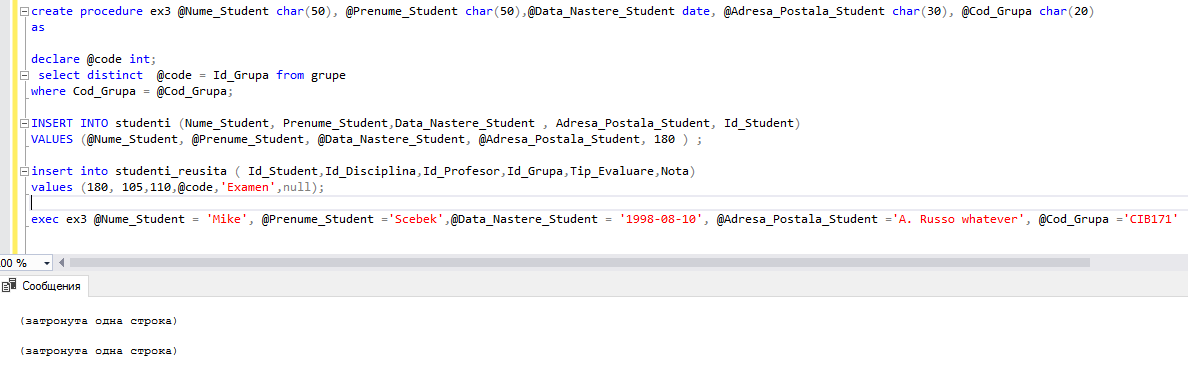 create procedure ex3 @Nume_Student char(50), @Prenume_Student char(50),@Data_Nastere_Student date, @Adresa_Postala_Student char(30), @Cod_Grupa char(20)
as
declare @code int;
select distinct  @code = Id_Grupa from grupe
where Cod_Grupa = @Cod_Grupa;
INSERT INTO studenti (Nume_Student, Prenume_Student,Data_Nastere_Student , Adresa_Postala_Student, Id_Student)
VALUES (@Nume_Student, @Prenume_Student, @Data_Nastere_Student, @Adresa_Postala_Student, 180 ) ;
insert into studenti_reusita ( Id_Student,Id_Disciplina,Id_Profesor,Id_Grupa,Tip_Evaluare,Nota)
values (180, 105,110,@code,'Examen',null);
exec ex3 @Nume_Student = 'Mike', @Prenume_Student ='Scebek',@Data_Nastere_Student = '1998-08-10', @Adresa_Postala_Student ='A. Russo whatever', @Cod_Grupa ='CIB171'
00 %
Сообщения
(затронута одна строка)
(затронута одна строка)